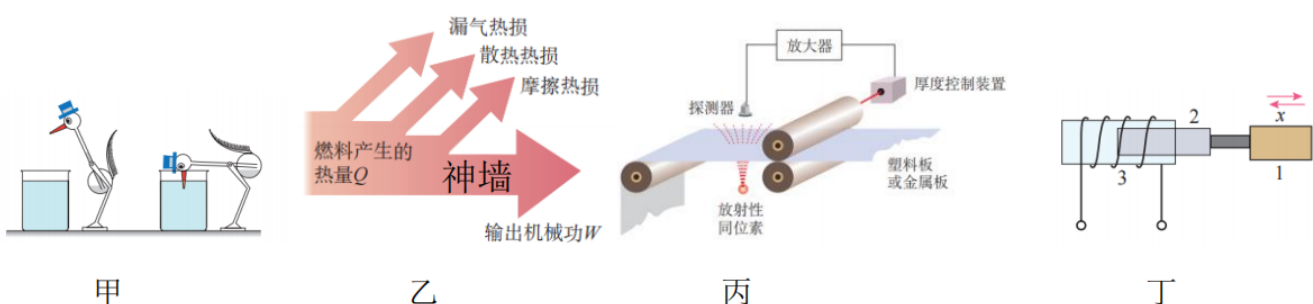 漏气热损
散热热损
摩擦热损
燃料产生的
热量Q
神墙
输出机械功W
放大器
厚度控制装置
探测器
塑料板
或金属板
放射性
同位素
x
2
3
1
甲
乙
丙
丁